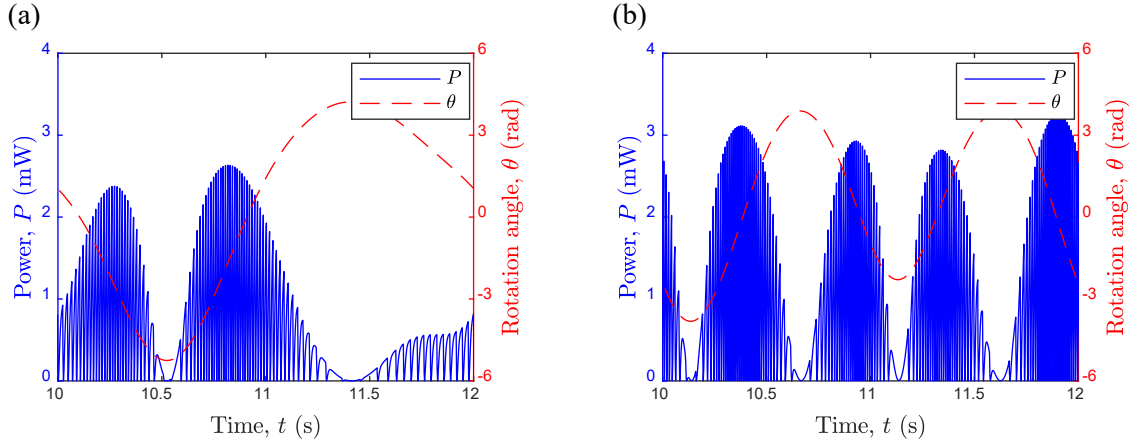 (a)
4
3
2
1
0
Power, P (mW)
6
3
0
-3
-6
Rotation angle, θ (rad)
P
θ
10
10.5
11
11.5
12
Time, t (s)
(b)
4
3
2
1
0
Power, P (mW)
6
3
0
-3
-6
Rotation angle, θ (rad)
P
θ
10
10.5
11
11.5
12
Time, t (s)